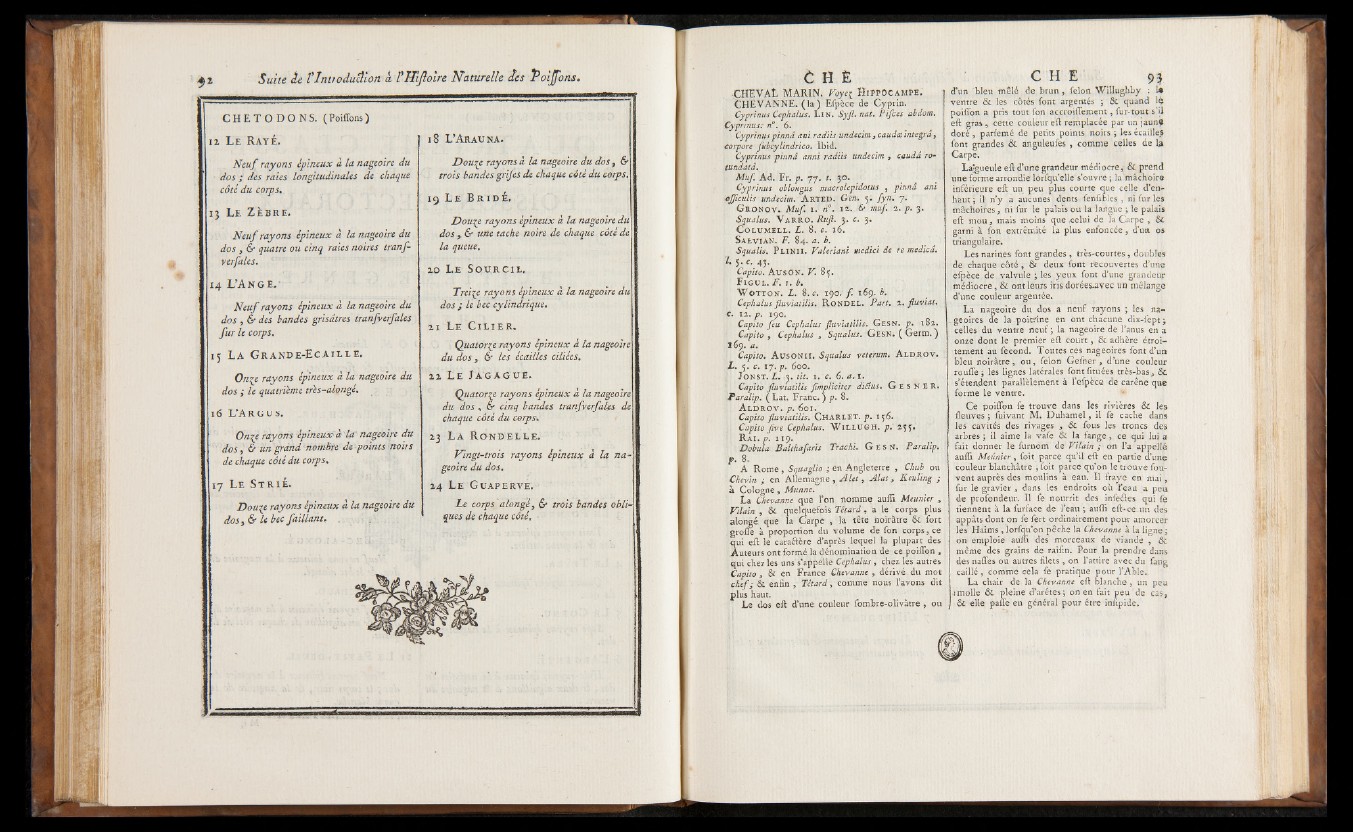 92 Suite de l'Introduction à l'Histoire Naturelle des Poissons.
CHETODONS. (Poissons)
12 LE RAYÉ.
Neuf rayons épineux à la nageoire du
dos ; des raies longitudinales de chaque
côté du corps.
13 LE ZÈBRE.
Neuf rayons épineux à la nageoire du
dos, & quatre ou cinq raies noires trans-
versales.
14 L'ANGE.
Neuf rayons épineux à la nageoire du
dos, & des bandes grisâtres transversales
sur le corps.
15 LA GRANDE-ECAILLE.
Onze rayons épineux à la nageoire du
dos ; le quatrième très-alongé.
16 L'ARGUS.
Onze rayons épineux à la nageoire du
dos, & un grand nombre de points noirs
de chaque côté du corps.
17 LE STRIÉ.
Douze rayons épineux à la nageoire du
dos, & le bec saillant.
18 L'ARAUNA.
Douze rayons à la nageoire du dos, &
trois bandes grises de chaque côté du corps.
19 LE BRIDÉ.
Douze rayons épineux à la nageoire du
dos, & une tache noire de chaque côté de
la queue.
20 LE SOURCIL.
Treize rayons épineux à la nageoire du
dos ; le bec cylindrique.
21 LE CILIER.
Quatorze rayons épineux à la nageoire
du dos, & les écailles ciliées.
22 LE JAGAGUE.
Quatorze rayons épineux à la nageoire
du dos, & cinq bandes transversales de
chaque côté du corps.
23 LA RONDELLE.
Vingt-trois rayons épineux à la na-
geoire du dos.
24 LE GUAPERVE.
Le corps alongé, & trois bandes obli-
ques de chaque côté.
CHE
CHE 93
CHEVAL MARIN. Voyez HIPPOCAMPE.
CHEVANNE. (la) Espèce de Cyprin.
Cyprinus Cephalus. LIN. Syst. nat. Pisces abdom.
Cyprinus: n°. 6.
Cyprinus pinnâ ani radiis undecim, caudâ integrâ,
corpore subcylindrico. Ibid.
Cyprinus pinnâ anni radiis undecim, caudâ ro-
tundatâ.
Mus. Ad. Fr. p. 77. t. 30.
Cyprinus oblongus macrolepidotus, pinnâ ani
ossiculis undecim. ARTED. Gen. 5. syn. 7.
GRONOV. Mus. 1. n°. 12. & mus. 2. p. 3.
Squalus. VARRO. Rust. 3. c. 3.
COLUMELL. L. 8. c. 16.
SAEVIAN. F. 84. a. b.
Squalis. PLINII. Valeriani medici de re medicâ.
l. 5. c. 43.
Capito. AUSON. V. 85.
FIGUL. F. 1. b.
WOTTON. L. 8. c. 190. f. 169. b.
Cephalus fluviatilis. RONDEL. Part. 2. fluviat.
c. 12. p. 190.
Capito seu Cephalus fluviatilis. GESN. p. 182.
Capito, Cephalus, Squalus. GESN. (Germ.)
169. a.
Capito. AUSONII. Squalus veterum. ALDROV.
L. 5. c. 17. p. 600.
JONST. L. 3. tit. 1. c. 6. a. 1.
Capito fluviatilis simpliciter dictus. GESNER.
Paralip. (Lat. Franc.) p. 8.
ALDROV. p. 601.
Capito fluviatilis. CHARLET. p. 156.
Capito sive Cephalus. WILLUGH. p. 255.
RAI. p. 119.
Dobula Balthasaris Trachi. GESN. Paralip.
p. 8.
A Rome, Squaglio ; en Angleterre, Chub ou
Chevin ; en Allemagne, Alet, Alat, Keuling ;
à Cologne, Munne.
La Chevanne que l'on nomme aussi Meunier,
Vilain, & quelquefois Tétard, a le corps plus
alongé que la Carpe, la tête noirâtre & fort
grosse à proportion du volume de son corps, ce
qui est le caractère d'après lequel la plupart des
Auteurs ont formé la dénomination de ce poisson,
qui chez les uns s'appelle Cephalus, chez les autres
Capito, & en France Chevanne, dérivé du mot
chef ; & enfin, Tétard, comme nous l'avons dit
plus haut.
Le dos est d'une couleur sombre-olivâtre, ou
d'un bleu mêlé de brun, selon Willughby : le
ventre & les côtés sont argentés ; & quand le
poisson a pris tout son accroissement, sur-tout s'il
est gras, cette couleur est remplacée par un jaune
doré, parsemé de petits points noirs ; les écailles
sont grandes & anguleuses, comme celles de la
Carpe.
La gueule est d'une grandeur médiocre, & prend
une forme arrondie lorsqu'elle s'ouvre ; la mâchoire
inférieure est un peu plus courte que celle d'en-
haut ; il n'y a aucunes dents sensibles, ni sur les
mâchoires, ni sur le palais ou la langue ; le palais
est mou, mais moins que celui de la Carpe, &
garni à son extrémité la plus enfoncée, d'un os
triangulaire.
Les narines sont grandes, très-courtes, doubles
de chaque côté, & deux sont recouvertes d'une
espèce de valvule ; les yeux sont d'une grandeur
médiocre, & ont leurs iris dorées avec un mêlange
d'une couleur argentée.
La nageoire du dos a neuf rayons ; les na-
geoires de la poitrine en ont chacune dix-sept ;
celles du ventre neuf ; la nageoire de l'anus en a
onze dont le premier est court, & adhère étroi-
tement au second. Toutes ces nageoires sont d'un
bleu noirâtre, ou, selon Gesner, d'une couleur
rousse ; les lignes latérales sont situées très-bas, &
s'étendent parallèlement à l'espèce de carène que
forme le ventre.
Ce poisson se trouve dans les rivières & les
fleuves ; suivant M. Duhamel, il se cache dans
les cavités des rivages, & sous les troncs des
arbres ; il aime la vase & la fange, ce qui lui a
fait donner le surnom de Vilain ; on l'a appellé
aussi Meûnier, soit parce qu'il est en partie d'une
couleur blanchâtre, soit parce qu'on le trouve sou-
vent auprès des moulins à eau. Il fraye en mai,
sur le gravier, dans les endroits où l'eau a peu
de profondeur. Il se nourrit des insectes qui se
tiennent à la surface de l'eau ; aussi est-ce un des
appâts dont on se sert ordinairement pour amorcer
les Haims, lorsqu'on pêche la Chevanne à la ligne ;
on emploie aussi des morceaux de viande, &
même des grains de raisin. Pour la prendre dans
des nasses ou autres filets, on l'attire avec du sang
caillé, comme cela se pratique pour l'Able.
La chair de la Chevanne est blanche, un peu
molle & pleine d'arêtes ; on en fait peu de cas,
& elle passe en général pour être insipide.